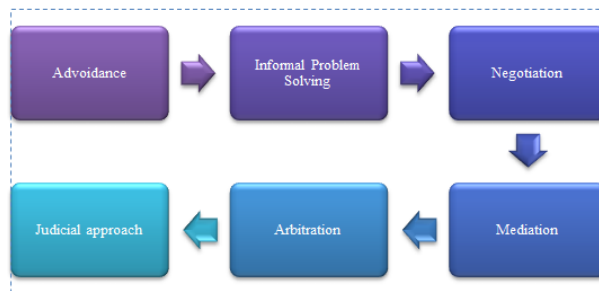 Advoidance
Informal Problem
Solving
Negotiation
Mediation
Arbitration
Judicial approach